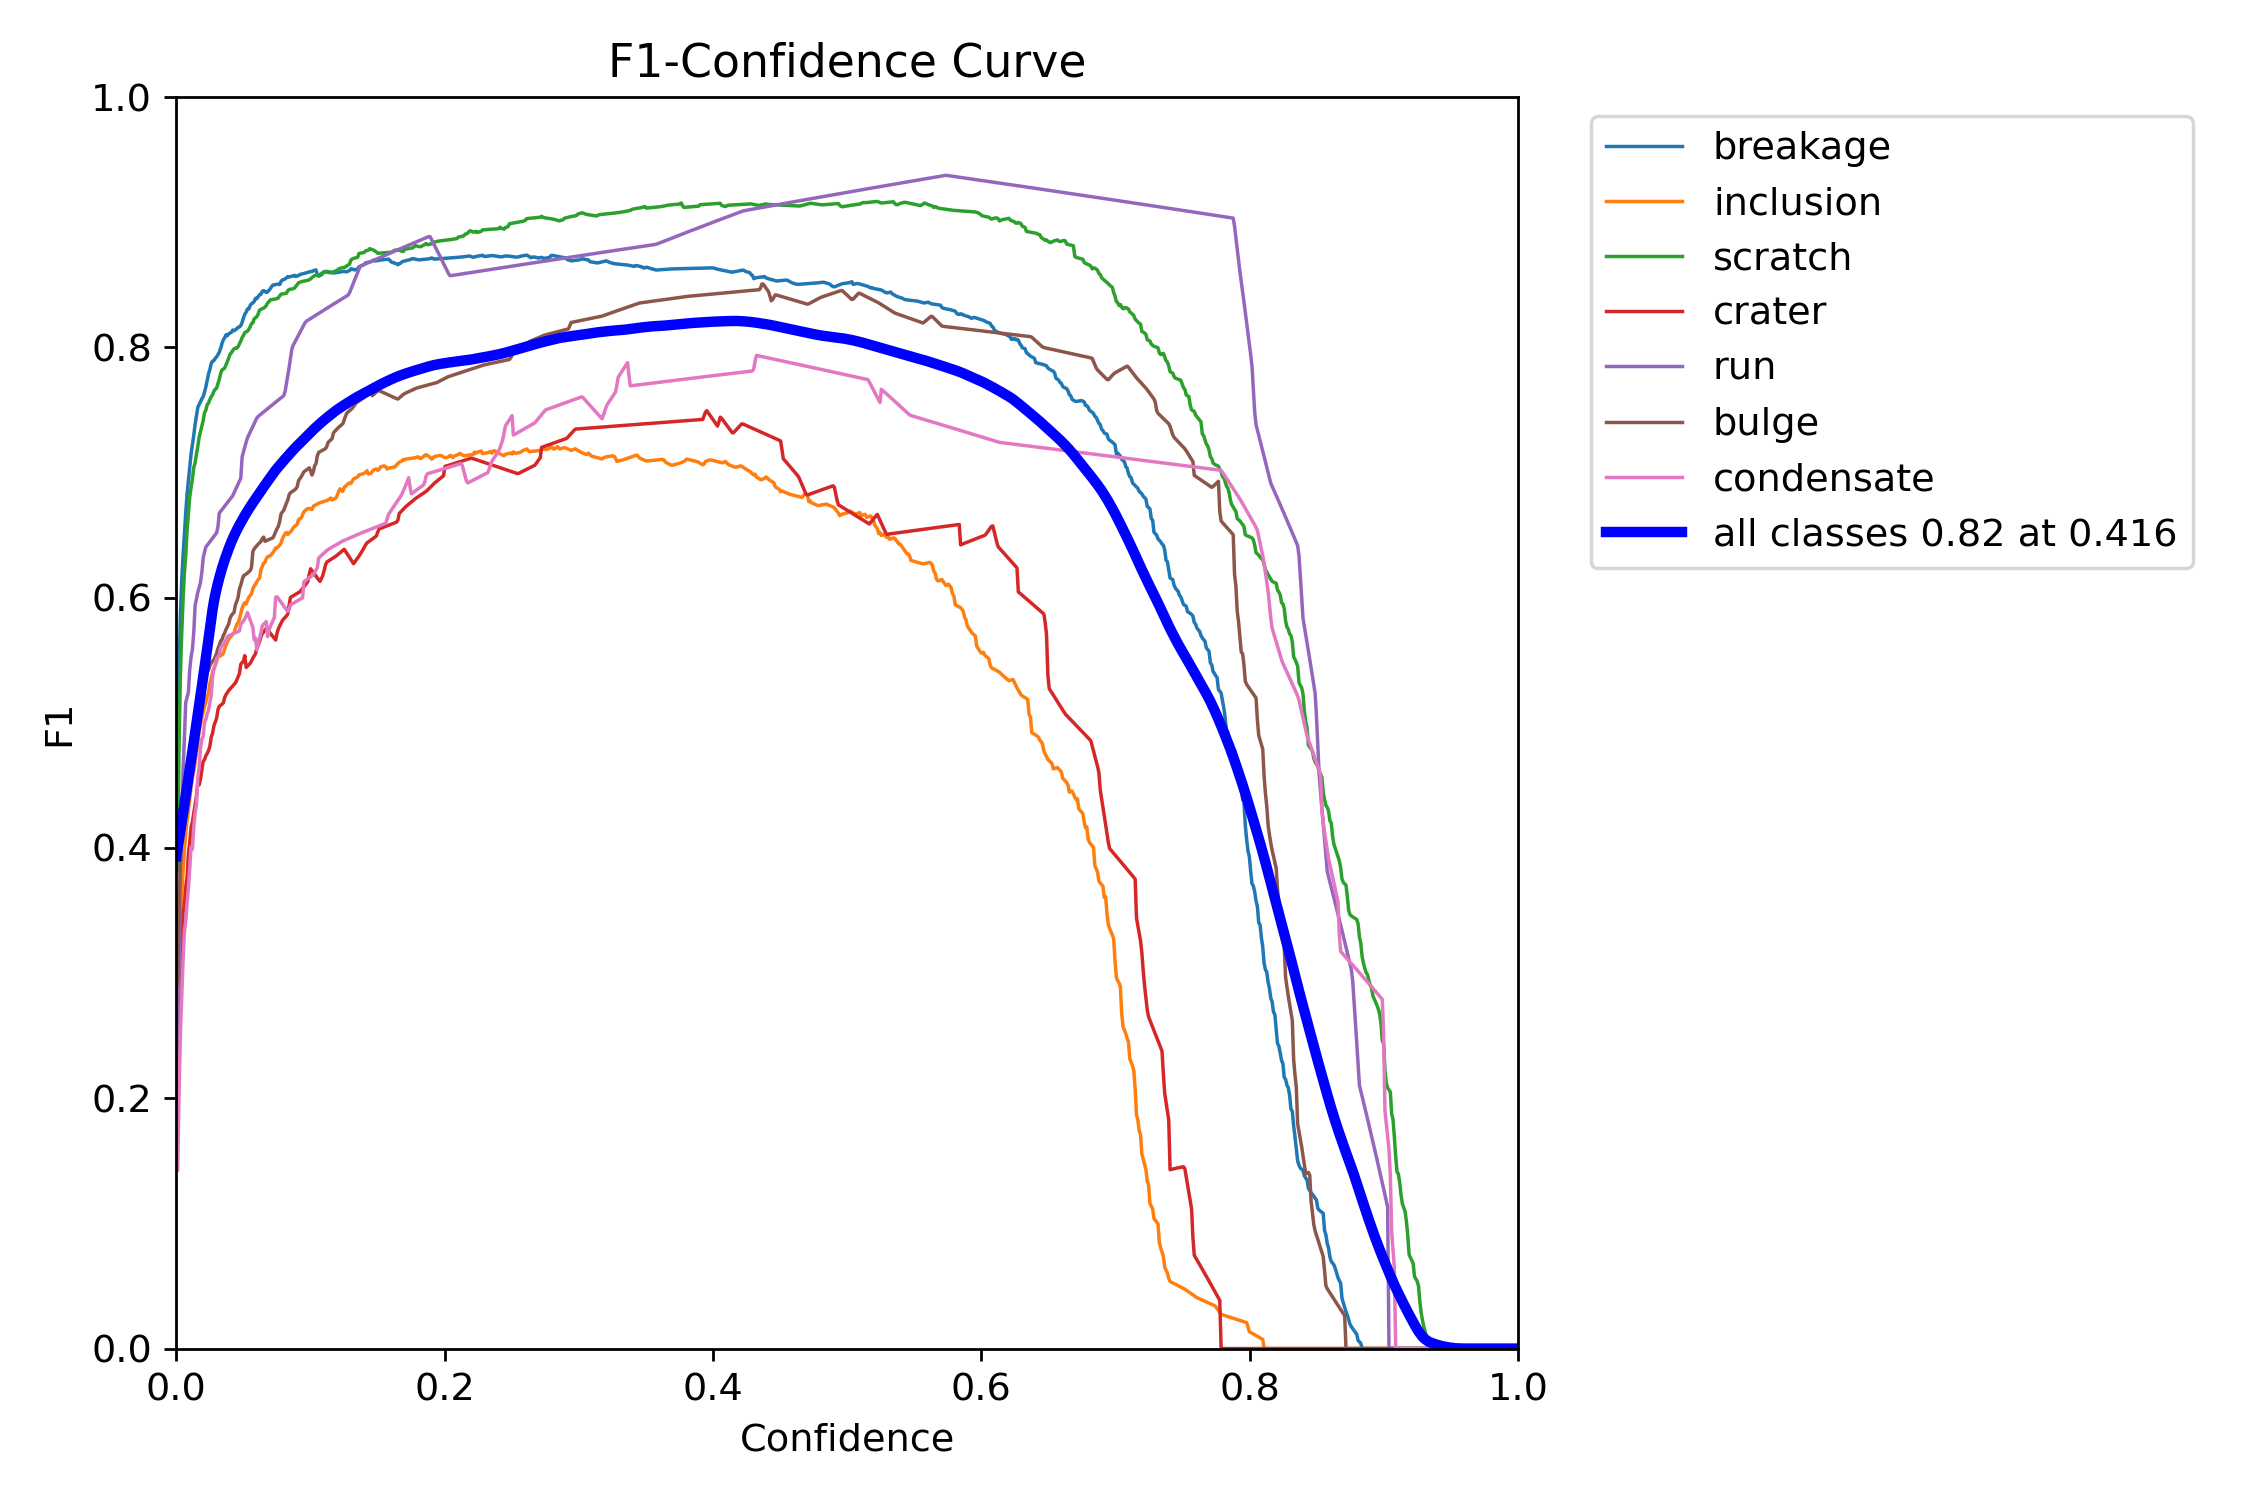 F1-Confidence Curve
1.0
0.8
0.6
0.4
0.2
0.0
F1
0.0 0.2 0.4 0.6 0.8 1.0
Confidence
breakage
inclusion
scratch
crater
run
bulge
condensate
all classes 0.82 at 0.416